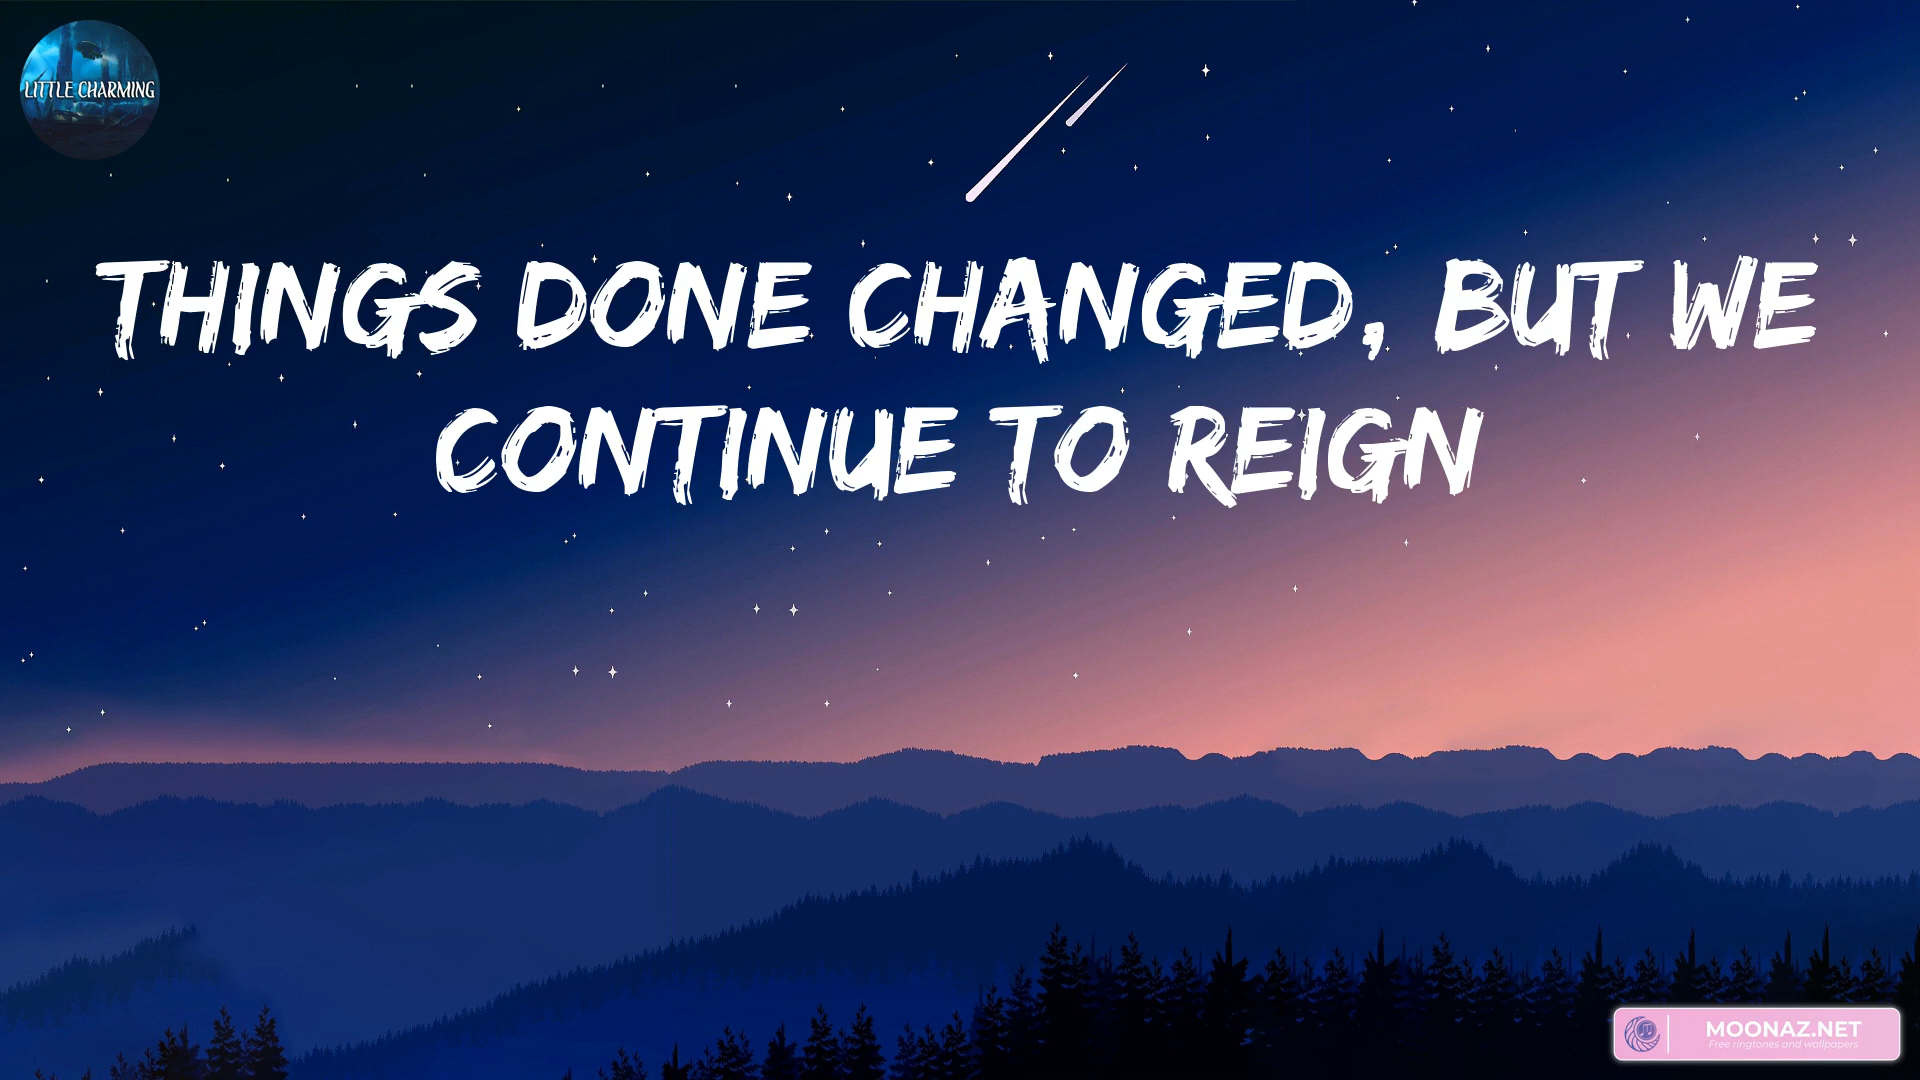 LITTLE CHARMING
THINGS DONE CHANGED, BUT WE
CONTINUE TO REIGN
MOONAZ.NET
Free ringtones and wallpapers